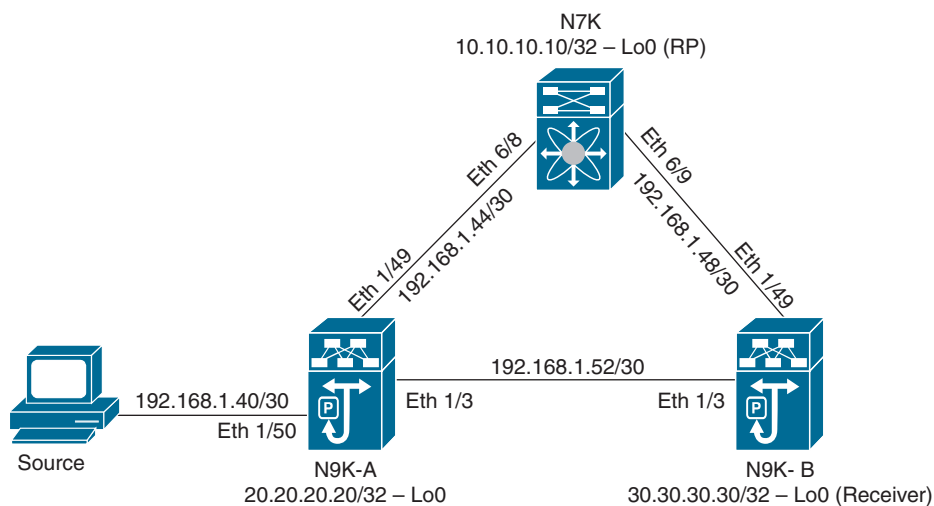 N7K
10.10.10.10/32 – Lo0 (RP)
Eth 6/8
Eth 6/9
192.168.1.44/30
192.168.1.48/30
Eth 1/49
Eth 1/49
192.168.1.52/30
192.168.1.40/30
Eth 1/3
Eth 1/3
P
P
Eth 1/50
Source
N9K-A
N9K- B
20.20.20.20/32 – Lo0
30.30.30.30/32 – Lo0 (Receiver)